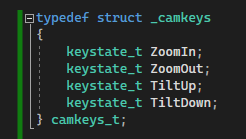 typedef struct _camkeys
{
    keystate_t ZoomIn;
    keystate_t ZoomOut;
    keystate_t TiltUp;
    keystate_t TiltDown;
} camkeys_t;